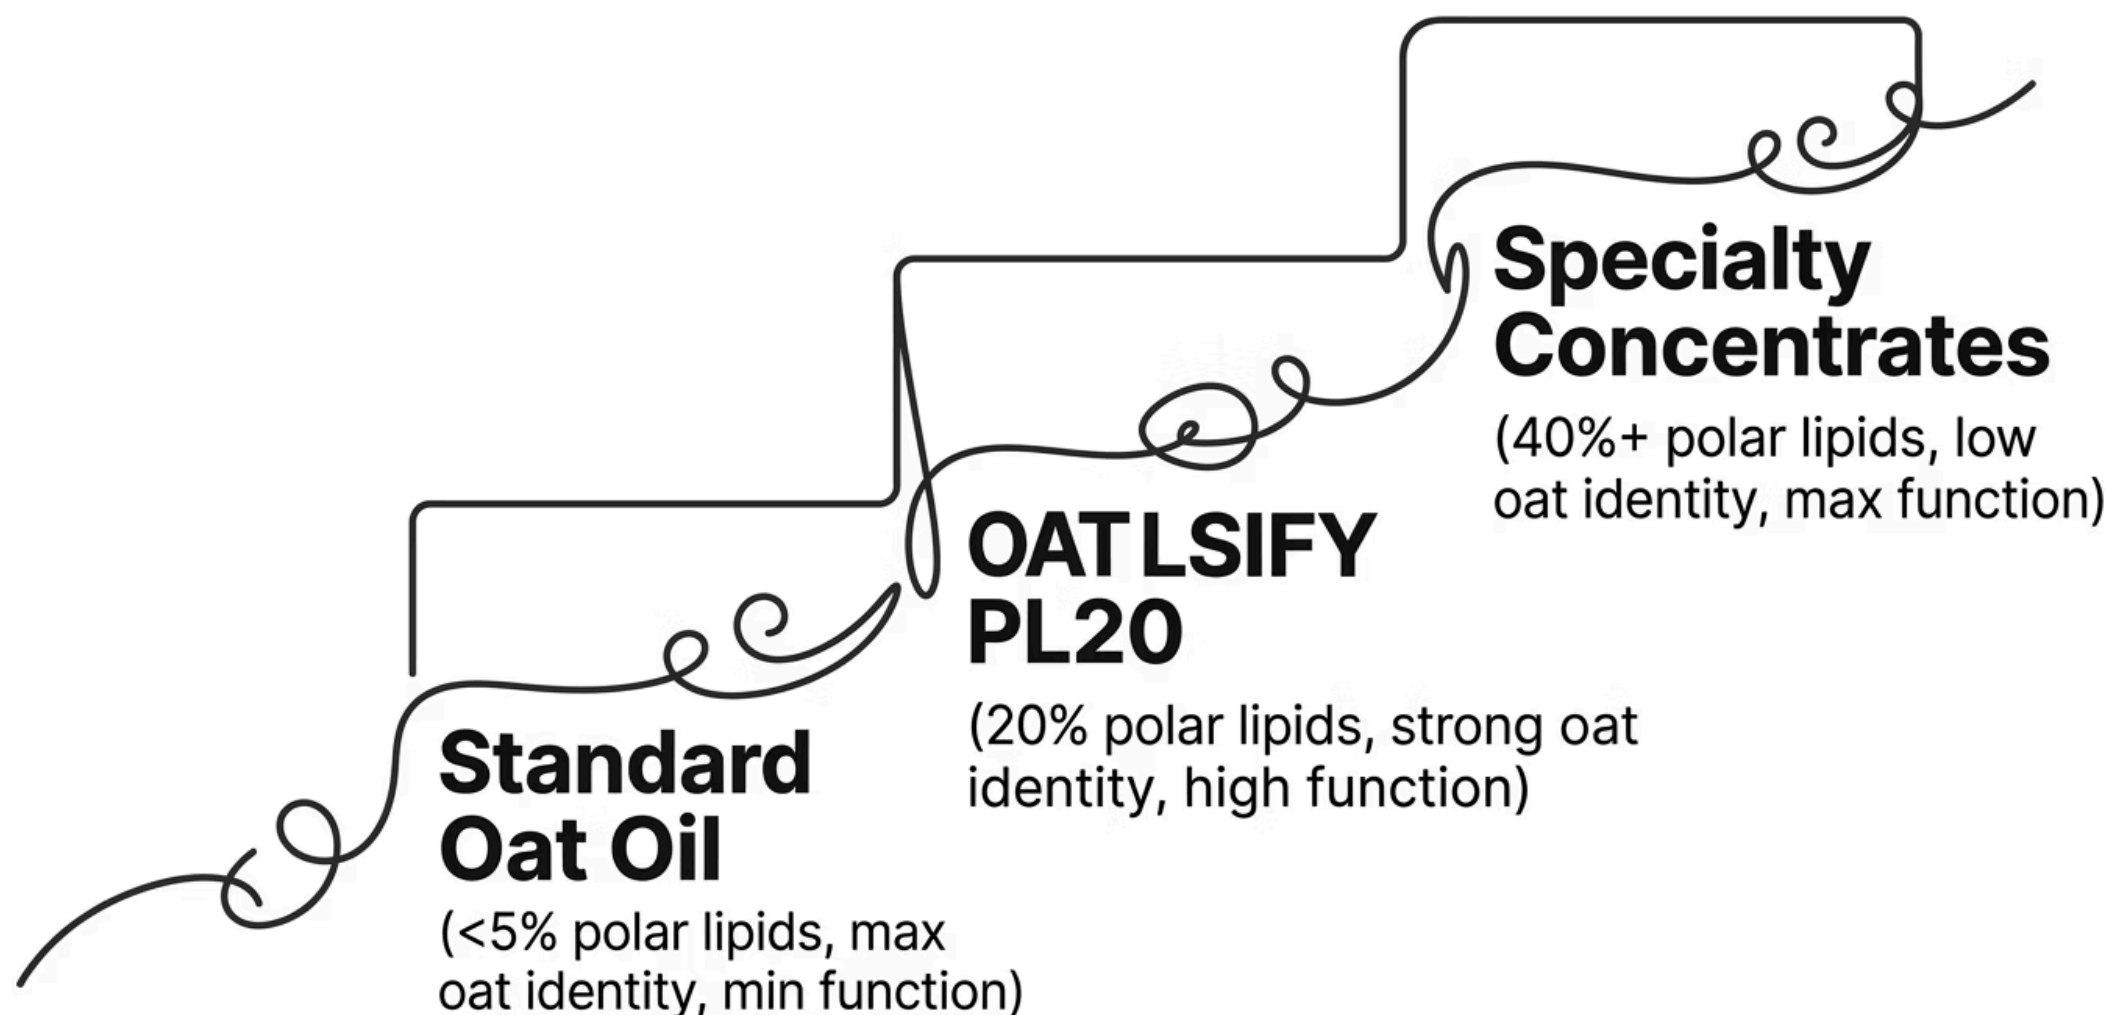 Specialty
Concentrates
(40%+ polar lipids, low
oat identity, max function)
OATLSIFY
PL20
(20% polar lipids, strong oat
identity, high function)
Standard
Oat Oil
(<5% polar lipids, max
oat identity, min function)